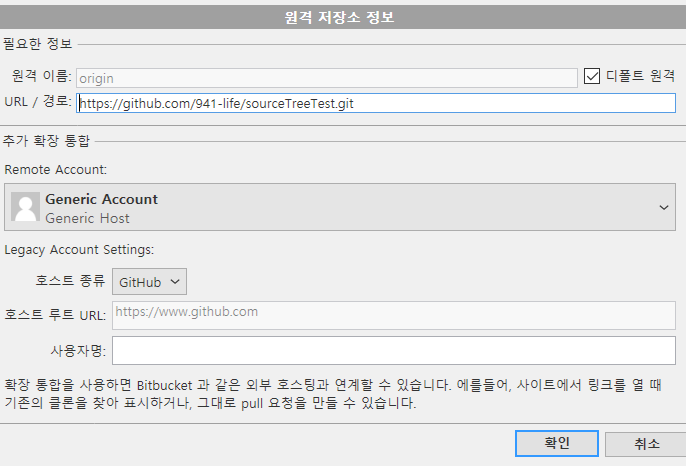 원격 저장소 정보
필요한 정보
원격 이름: origin 디폴트 원격
URL / 경로: https://github.com/941-life/sourceTreeTest.git
추가 확장 통합
Remote Account:
Generic Account
Generic Host
Legacy Account Settings:
호스트 종류 GitHub
호스트 루트 URL: https://www.github.com
사용자명:
확장 통합을 사용하면 Bitbucket 과 같은 외부 호스팅과 연계할 수 있습니다. 에를들어, 사이트에서 링크를 열 때
기존의 클론을 찾아 표시하거나, 그대로 pull 요청을 만들 수 있습니다.
확인 취소